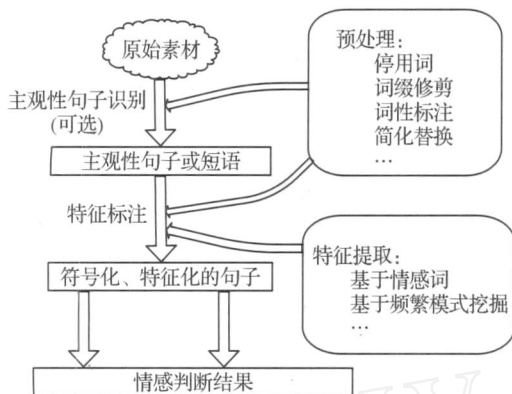 原始素材
主观性句子识别
(可选)
主观性句子或短语
特征标注
符号化、特征化的句子
情感判断结果
预处理：
停用词
词缀修剪
词性标注
简化替换
…
特征提取：
基于情感词
基于频繁模式挖掘
…